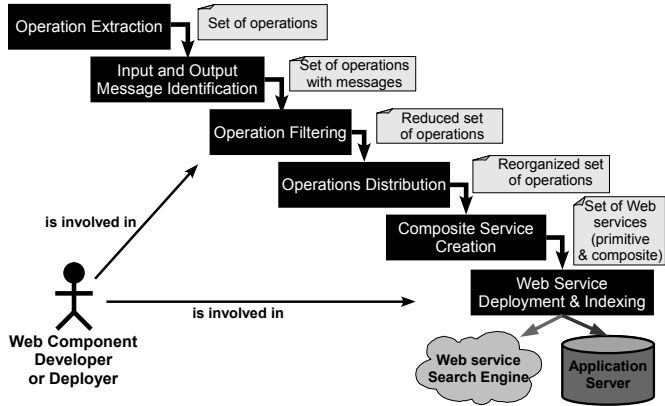 Operation Extraction
Set of operations
Input and Output
Message Identification
Set of operations
with messages
Operation Filtering
Reduced set
of operations
Operations Distribution
Reorganized set
of operations
Composite Service
Creation
Set of Web
services
(primitive
& composite)
Web Service
Deployment & Indexing
is involved in
is involved in
Web Component
Developer
or Deployer
Web service
Search Engine
Application
Server